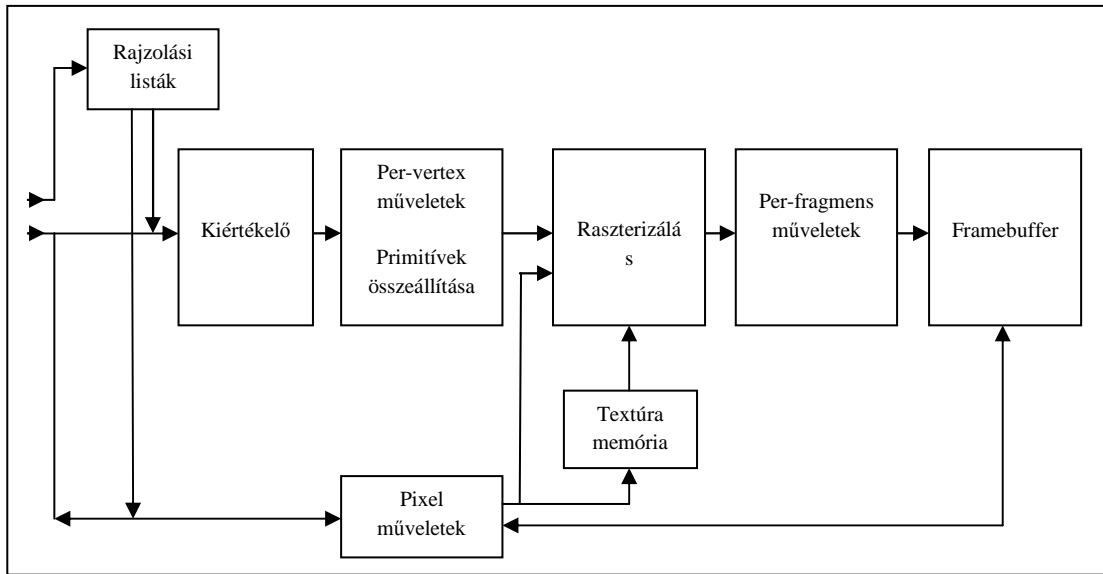 Rajzolási
listák
Kiértékelő
Per-vertex
műveletek
Primitívek
összeállítása
Raszterizálá
s
Per-fragmens
műveletek
Framebuffer
Textúra
memória
Pixel
műveletek